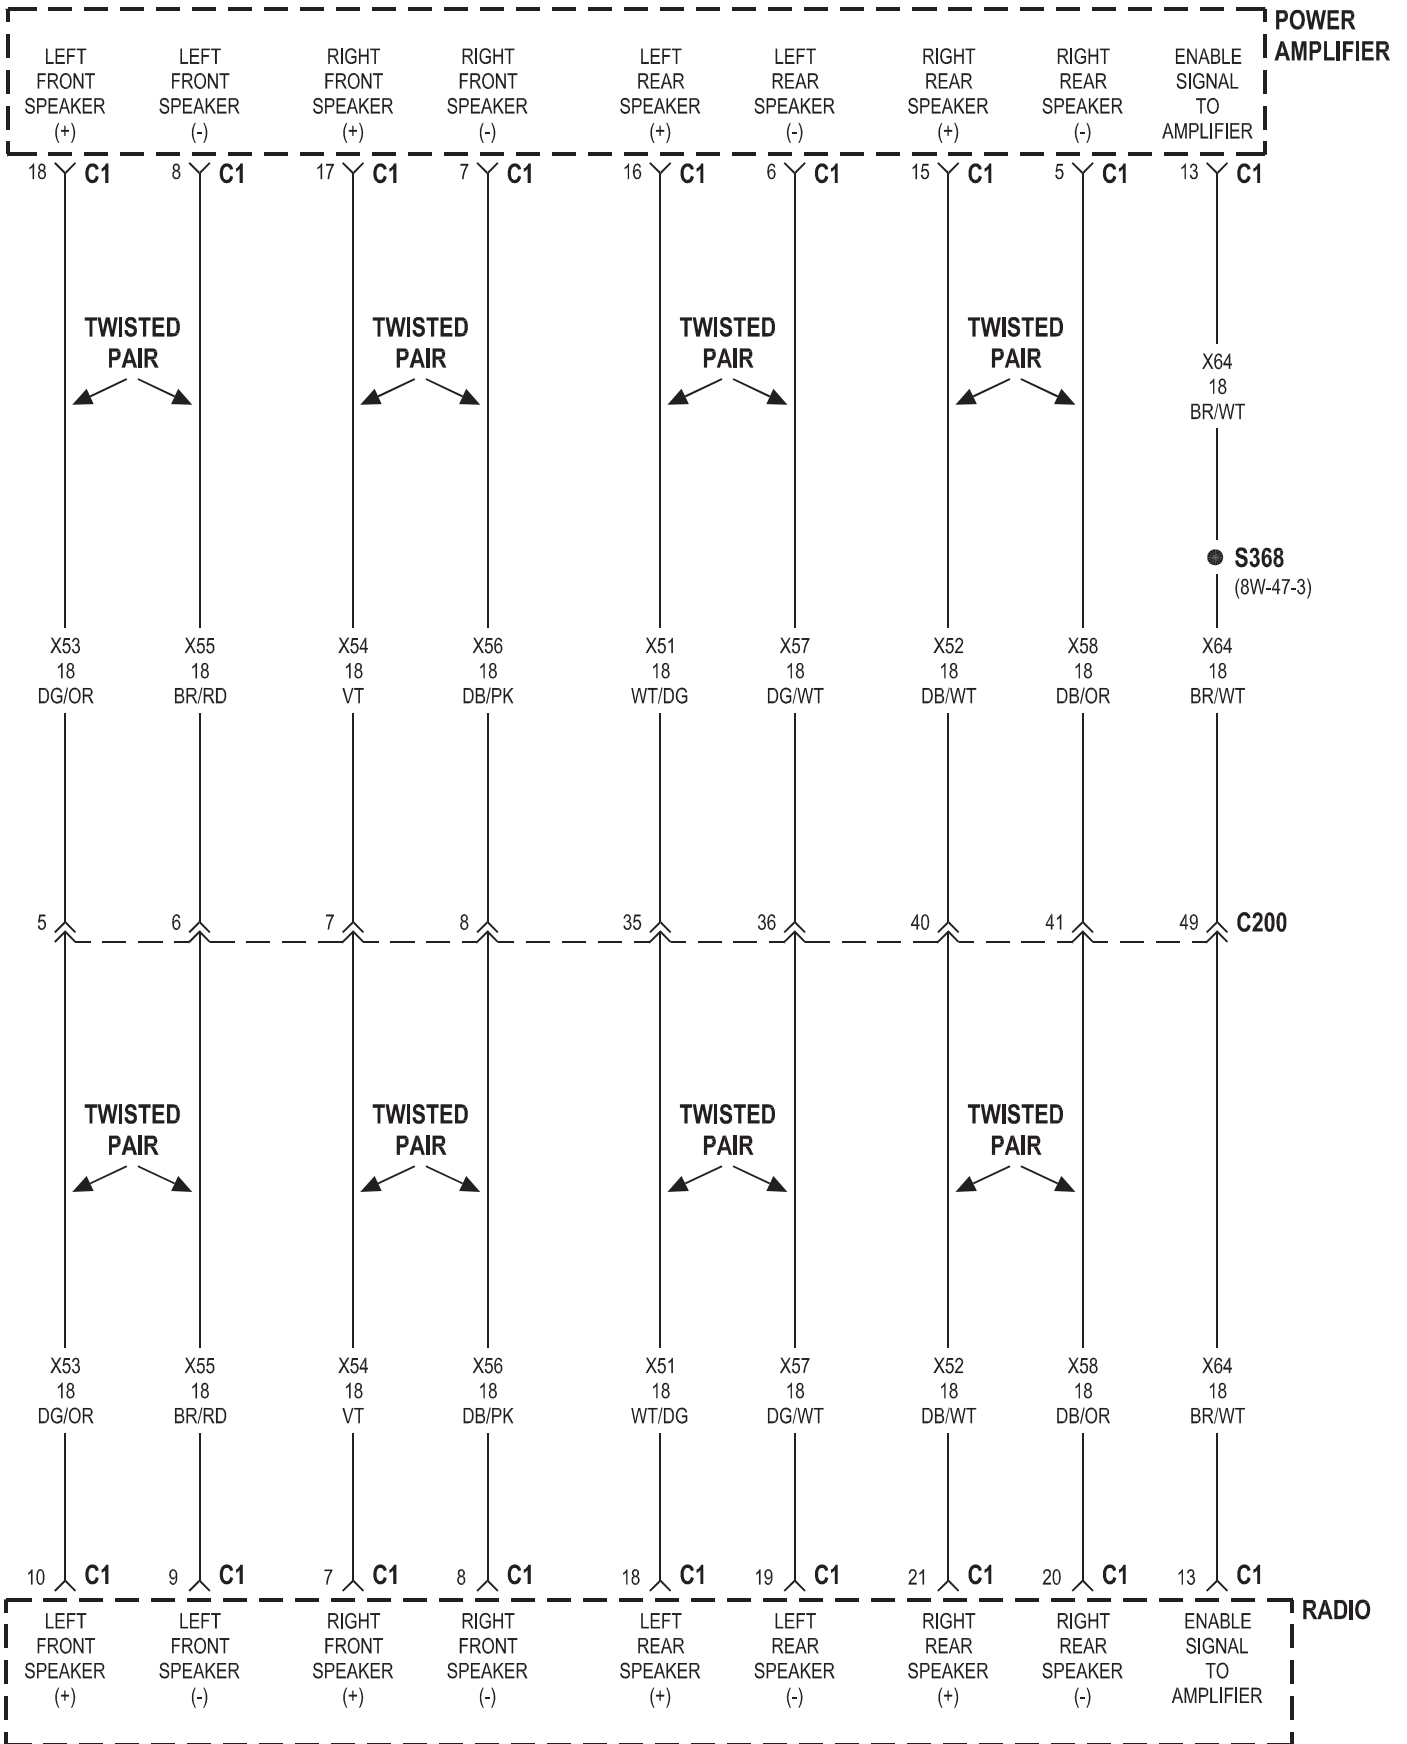 POWER
AMPLIFIER
LEFT
FRONT
SPEAKER
(+)
LEFT
FRONT
SPEAKER
(-)
RIGHT
FRONT
SPEAKER
(+)
RIGHT
FRONT
SPEAKER
(-)
LEFT
REAR
SPEAKER
(+)
LEFT
REAR
SPEAKER
(-)
RIGHT
REAR
SPEAKER
(+)
RIGHT
REAR
SPEAKER
(-)
ENABLE
SIGNAL
TO
AMPLIFIER
18 C1 8 C1 17 C1 7 C1 16 C1 6 C1 15 C1 5 C1 13 C1
TWISTED
PAIR
TWISTED
PAIR
TWISTED
PAIR
TWISTED
PAIR
X64
18
BR/WT
S368
(8W-47-3)
X53
18
DG/OR
X55
18
BR/RD
X54
18
VT
X56
18
DB/PK
X51
18
WT/DG
X57
18
DG/WT
X52
18
DB/WT
X58
18
DB/OR
X64
18
BR/WT
5 6 7 8 35 36 40 41 49 C200
TWISTED
PAIR
TWISTED
PAIR
TWISTED
PAIR
TWISTED
PAIR
X53
18
DG/OR
X55
18
BR/RD
X54
18
VT
X56
18
DB/PK
X51
18
WT/DG
X57
18
DG/WT
X52
18
DB/WT
X58
18
DB/OR
X64
18
BR/WT
10 C1 9 C1 7 C1 8 C1 18 C1 19 C1 21 C1 20 C1 13 C1
RADIO
LEFT
FRONT
SPEAKER
(+)
LEFT
FRONT
SPEAKER
(-)
RIGHT
FRONT
SPEAKER
(+)
RIGHT
FRONT
SPEAKER
(-)
LEFT
REAR
SPEAKER
(+)
LEFT
REAR
SPEAKER
(-)
RIGHT
REAR
SPEAKER
(+)
RIGHT
REAR
SPEAKER
(-)
ENABLE
SIGNAL
TO
AMPLIFIER